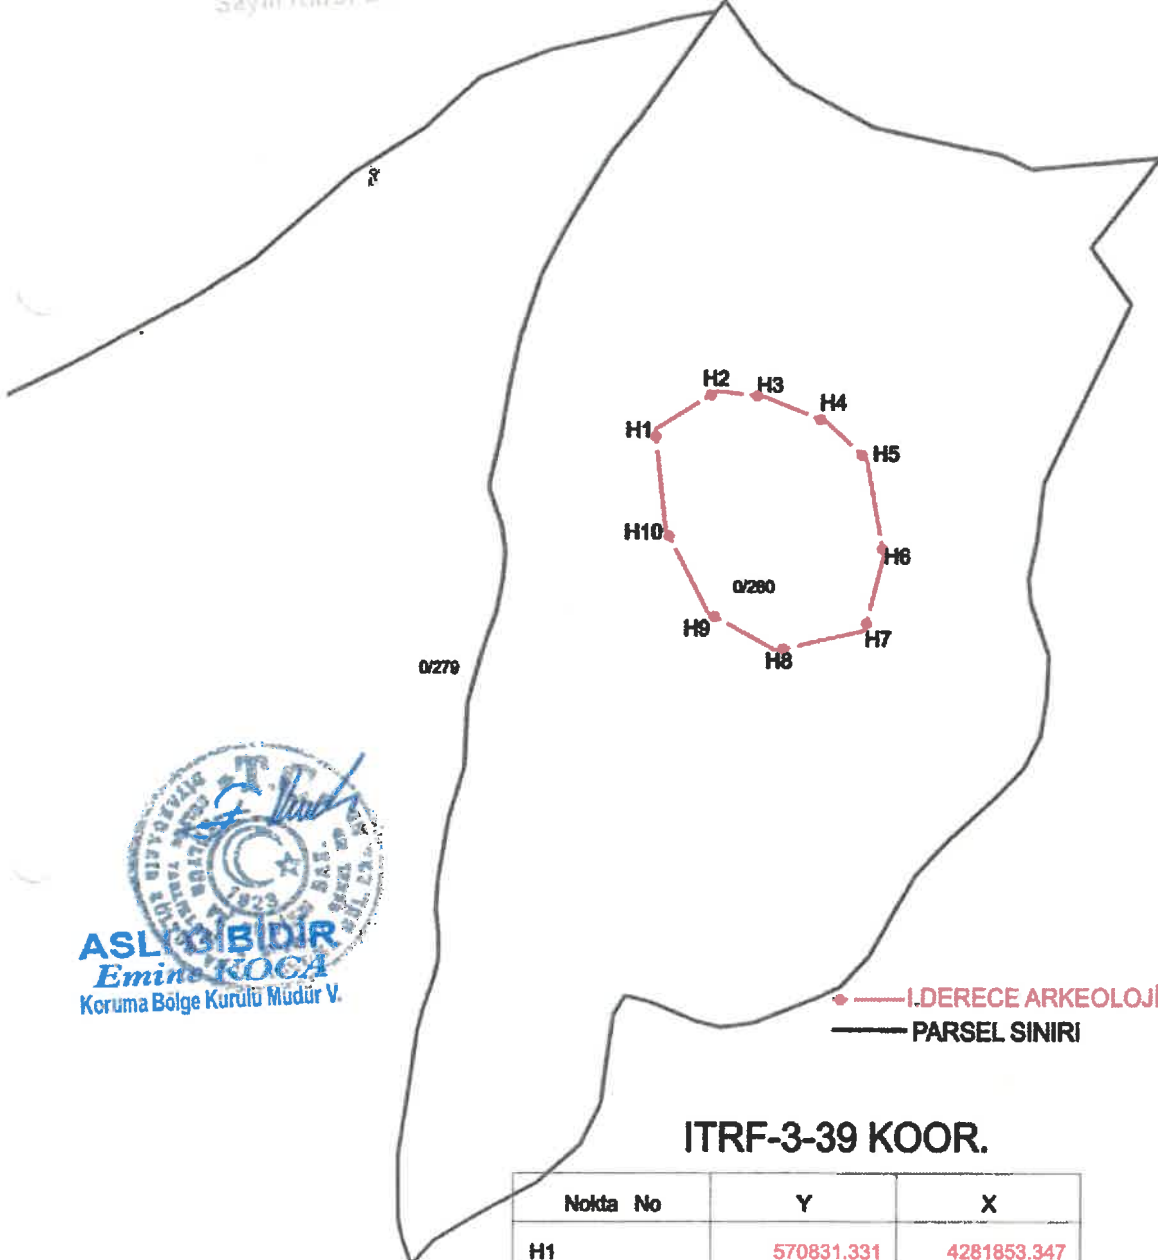 H2
H3
H4
H1
H5
H10
H6
0/280
H9
H7
H8
0/279
T.C.
1923
ASLI GİBİDİR
Emine KOCA
Koruma Bölge Kurulu Müdür V.
I.DERECE ARKEOLOJİ
PARSEL SINIRI
ITRF-3-39 KOOR.
Nokta No Y X
H1 570831.331 4281853.347